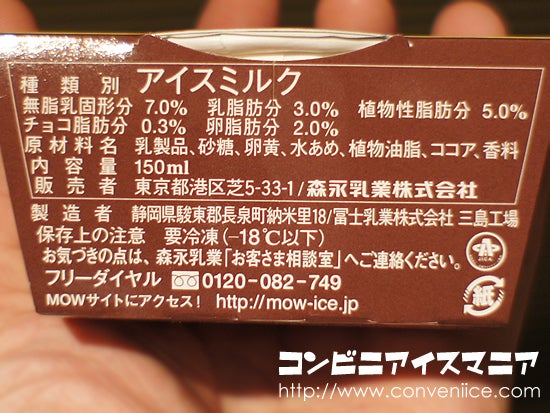 種類別 アイスミルク
無脂乳固形分 7.0% 乳脂肪分 3.0% 植物性脂肪分 5.0%
チョコ脂肪分 0.3% 卵脂肪分 2.0%
原材料名 乳製品、砂糖、卵黄、水あめ、植物油脂、ココア、香料
内容量 150ml
販売者 東京都港区芝5-33-1/森永乳業株式会社
製造者 静岡県駿東郡長泉町納米里18/冨士乳業株式会社 三島工場
保存上の注意 要冷凍(−18℃以下)
お気づきの点は、森永乳業「お客さま相談室」へご連絡ください。
フリーダイヤル 0120-082-749
MOWサイトにアクセス! http://mow-ice.jp
紙
コンビニアイスマニア
http://www.conveniice.com/